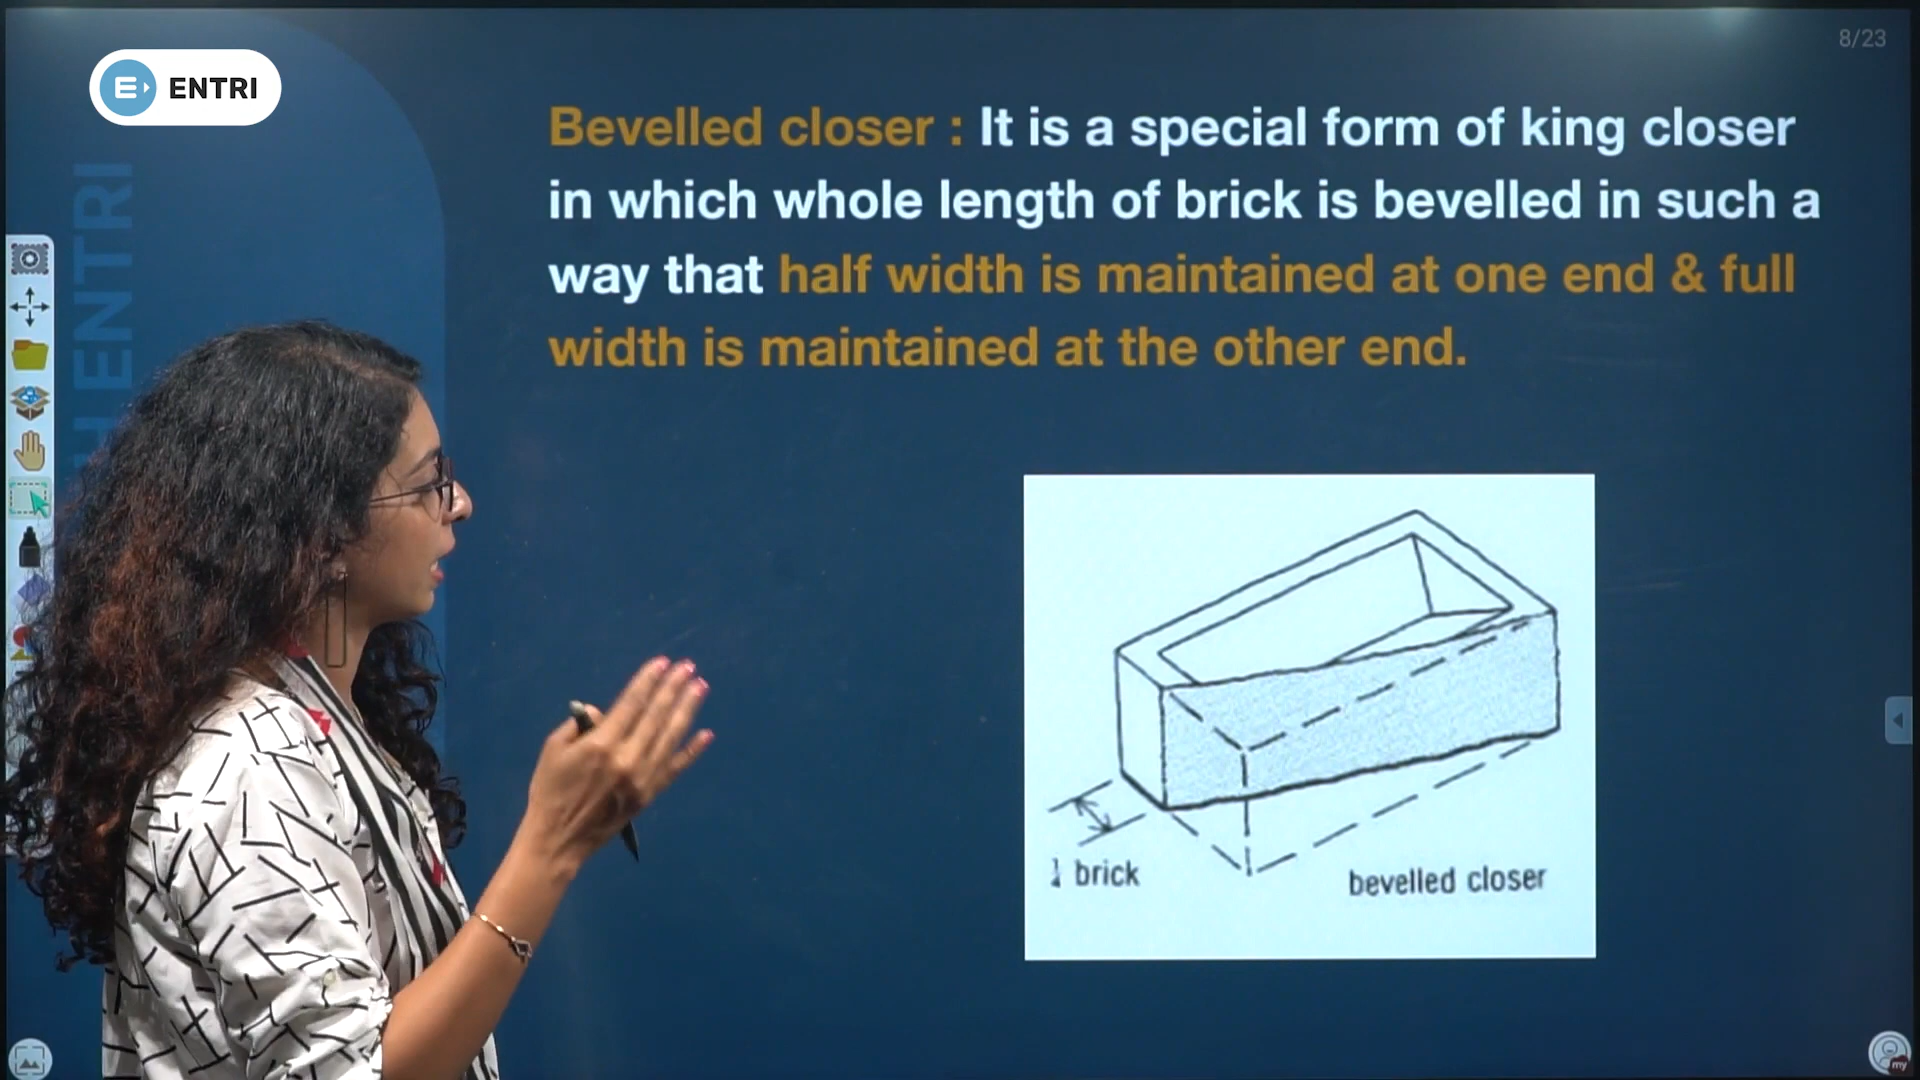 8/23
ENTRI
Bevelled closer : It is a special form of king closer
in which whole length of brick is bevelled in such a
way that half width is maintained at one end & full
width is maintained at the other end.
ENTRI
brick
bevelled closer
my